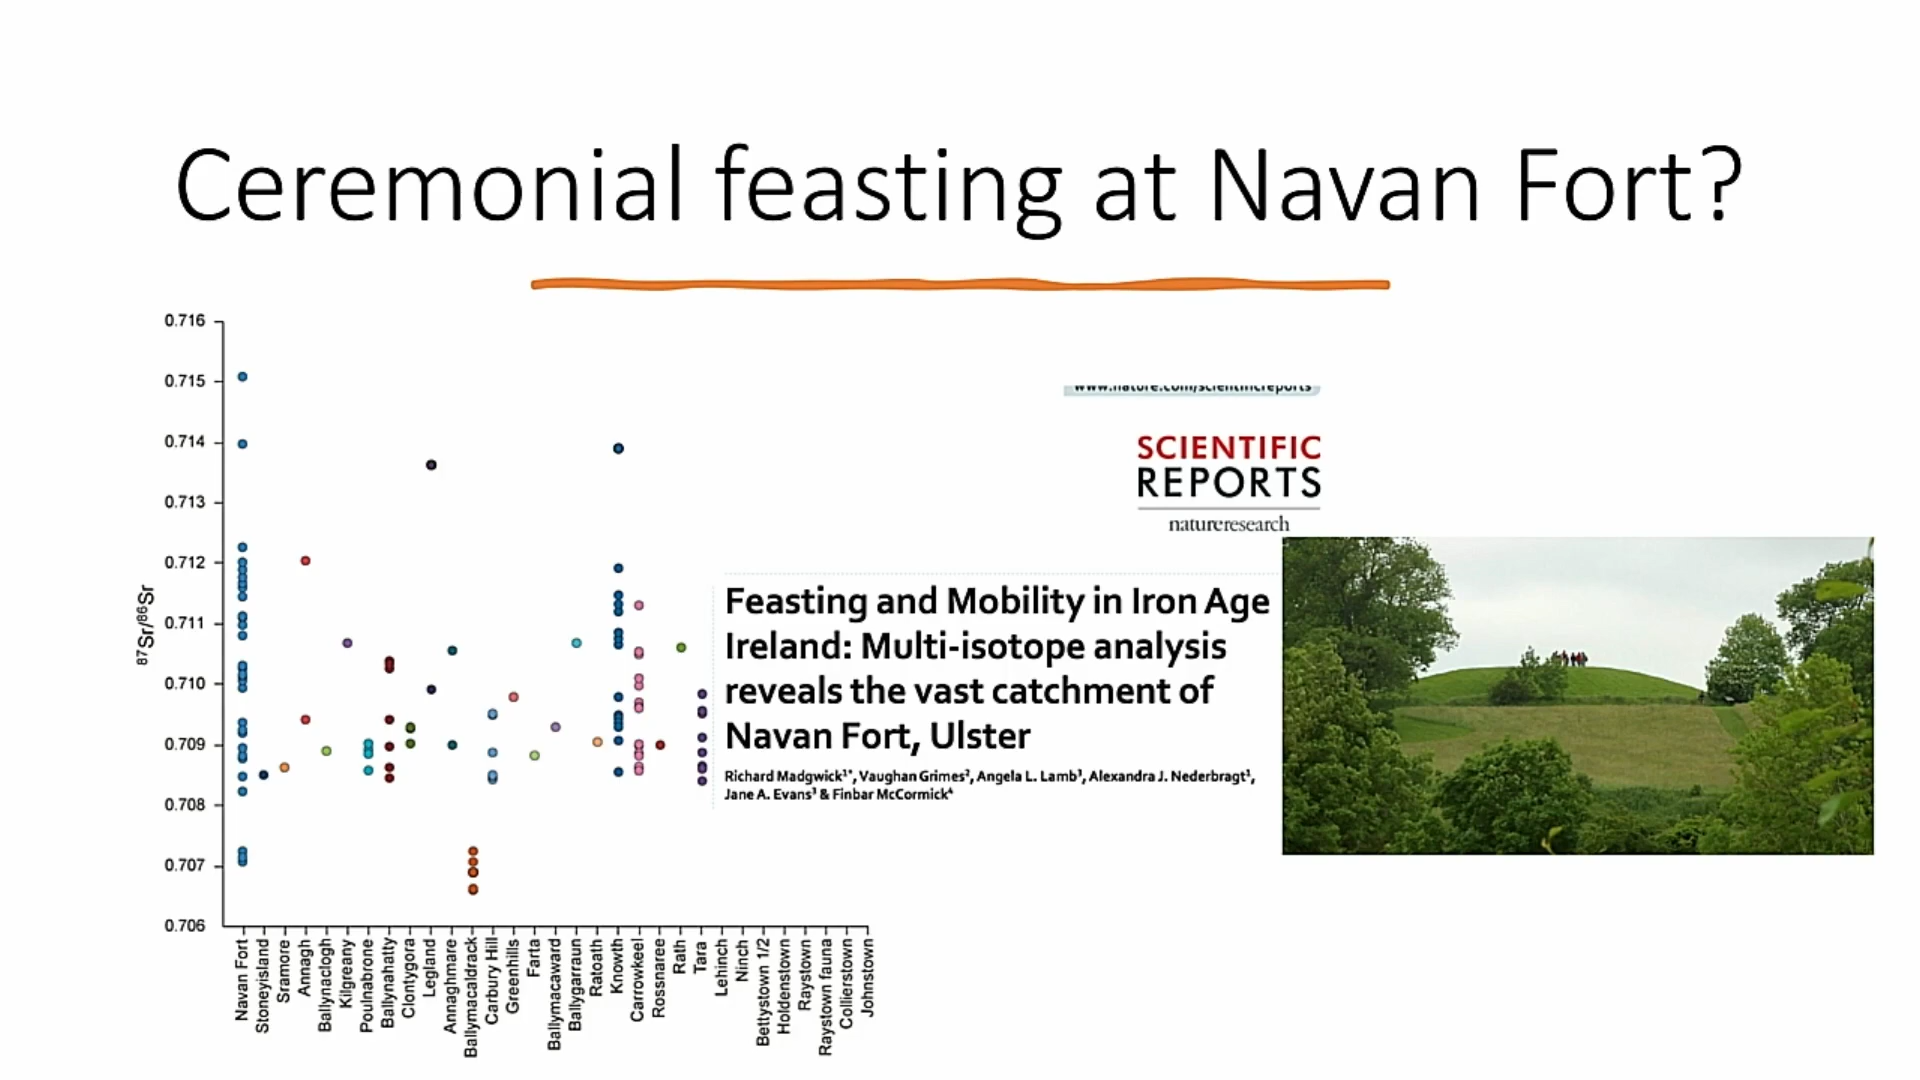 Ceremonial feasting at Navan Fort?
0.716
0.715
0.714
0.713
0.712
0.711
0.710
0.709
0.708
0.707
0.706
87Sr/86Sr
Navan Fort
Stoneyisland
Sramore
Annagh
Ballynaclogh
Kilgreany
Poulnabrone
Ballynahatty
Clontygora
Legland
Annaghmare
Ballymacaldrack
Carbury Hill
Greenhills
Farta
Ballymacaward
Ballygarraun
Ratoath
Knowth
Carrowkeel
Rossnaree
Rath
Tara
Lehinch
Ninch
Bettystown 1/2
Holdenstown
Raystown
Raystown fauna
Collierstown
Johnstown
www.nature.com/scientificreports
SCIENTIFIC
REPORTS
natureresearch
Feasting and Mobility in Iron Age
Ireland: Multi-isotope analysis
reveals the vast catchment of
Navan Fort, Ulster
Richard Madgwick1*, Vaughan Grimes2, Angela L. Lamb3, Alexandra J. Nederbragt1,
Jane A. Evans3 & Finbar McCormick4